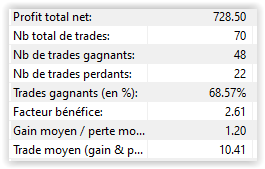 Profit total net: 728.50
Nb total de trades: 70
Nb de trades gagnants: 48
Nb de trades perdants: 22
Trades gagnants (en %): 68.57%
Facteur bénéfice: 2.61
Gain moyen / perte mo... 1.20
Trade moyen (gain & p... 10.41